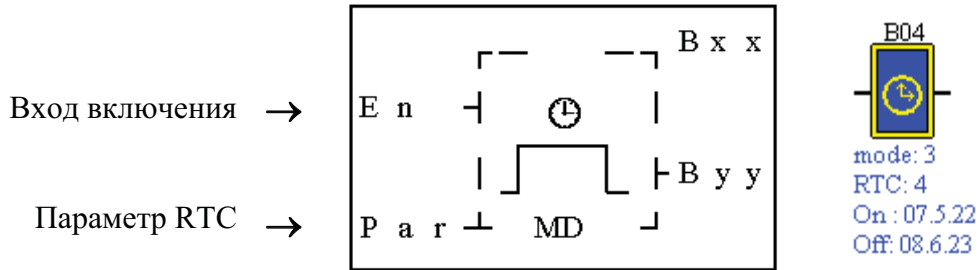 B x x
Вход включения → E n
B y y
Параметр RTC → P a r
MD
B04
mode: 3
RTC: 4
On : 07.5.22
Off: 08.6.23